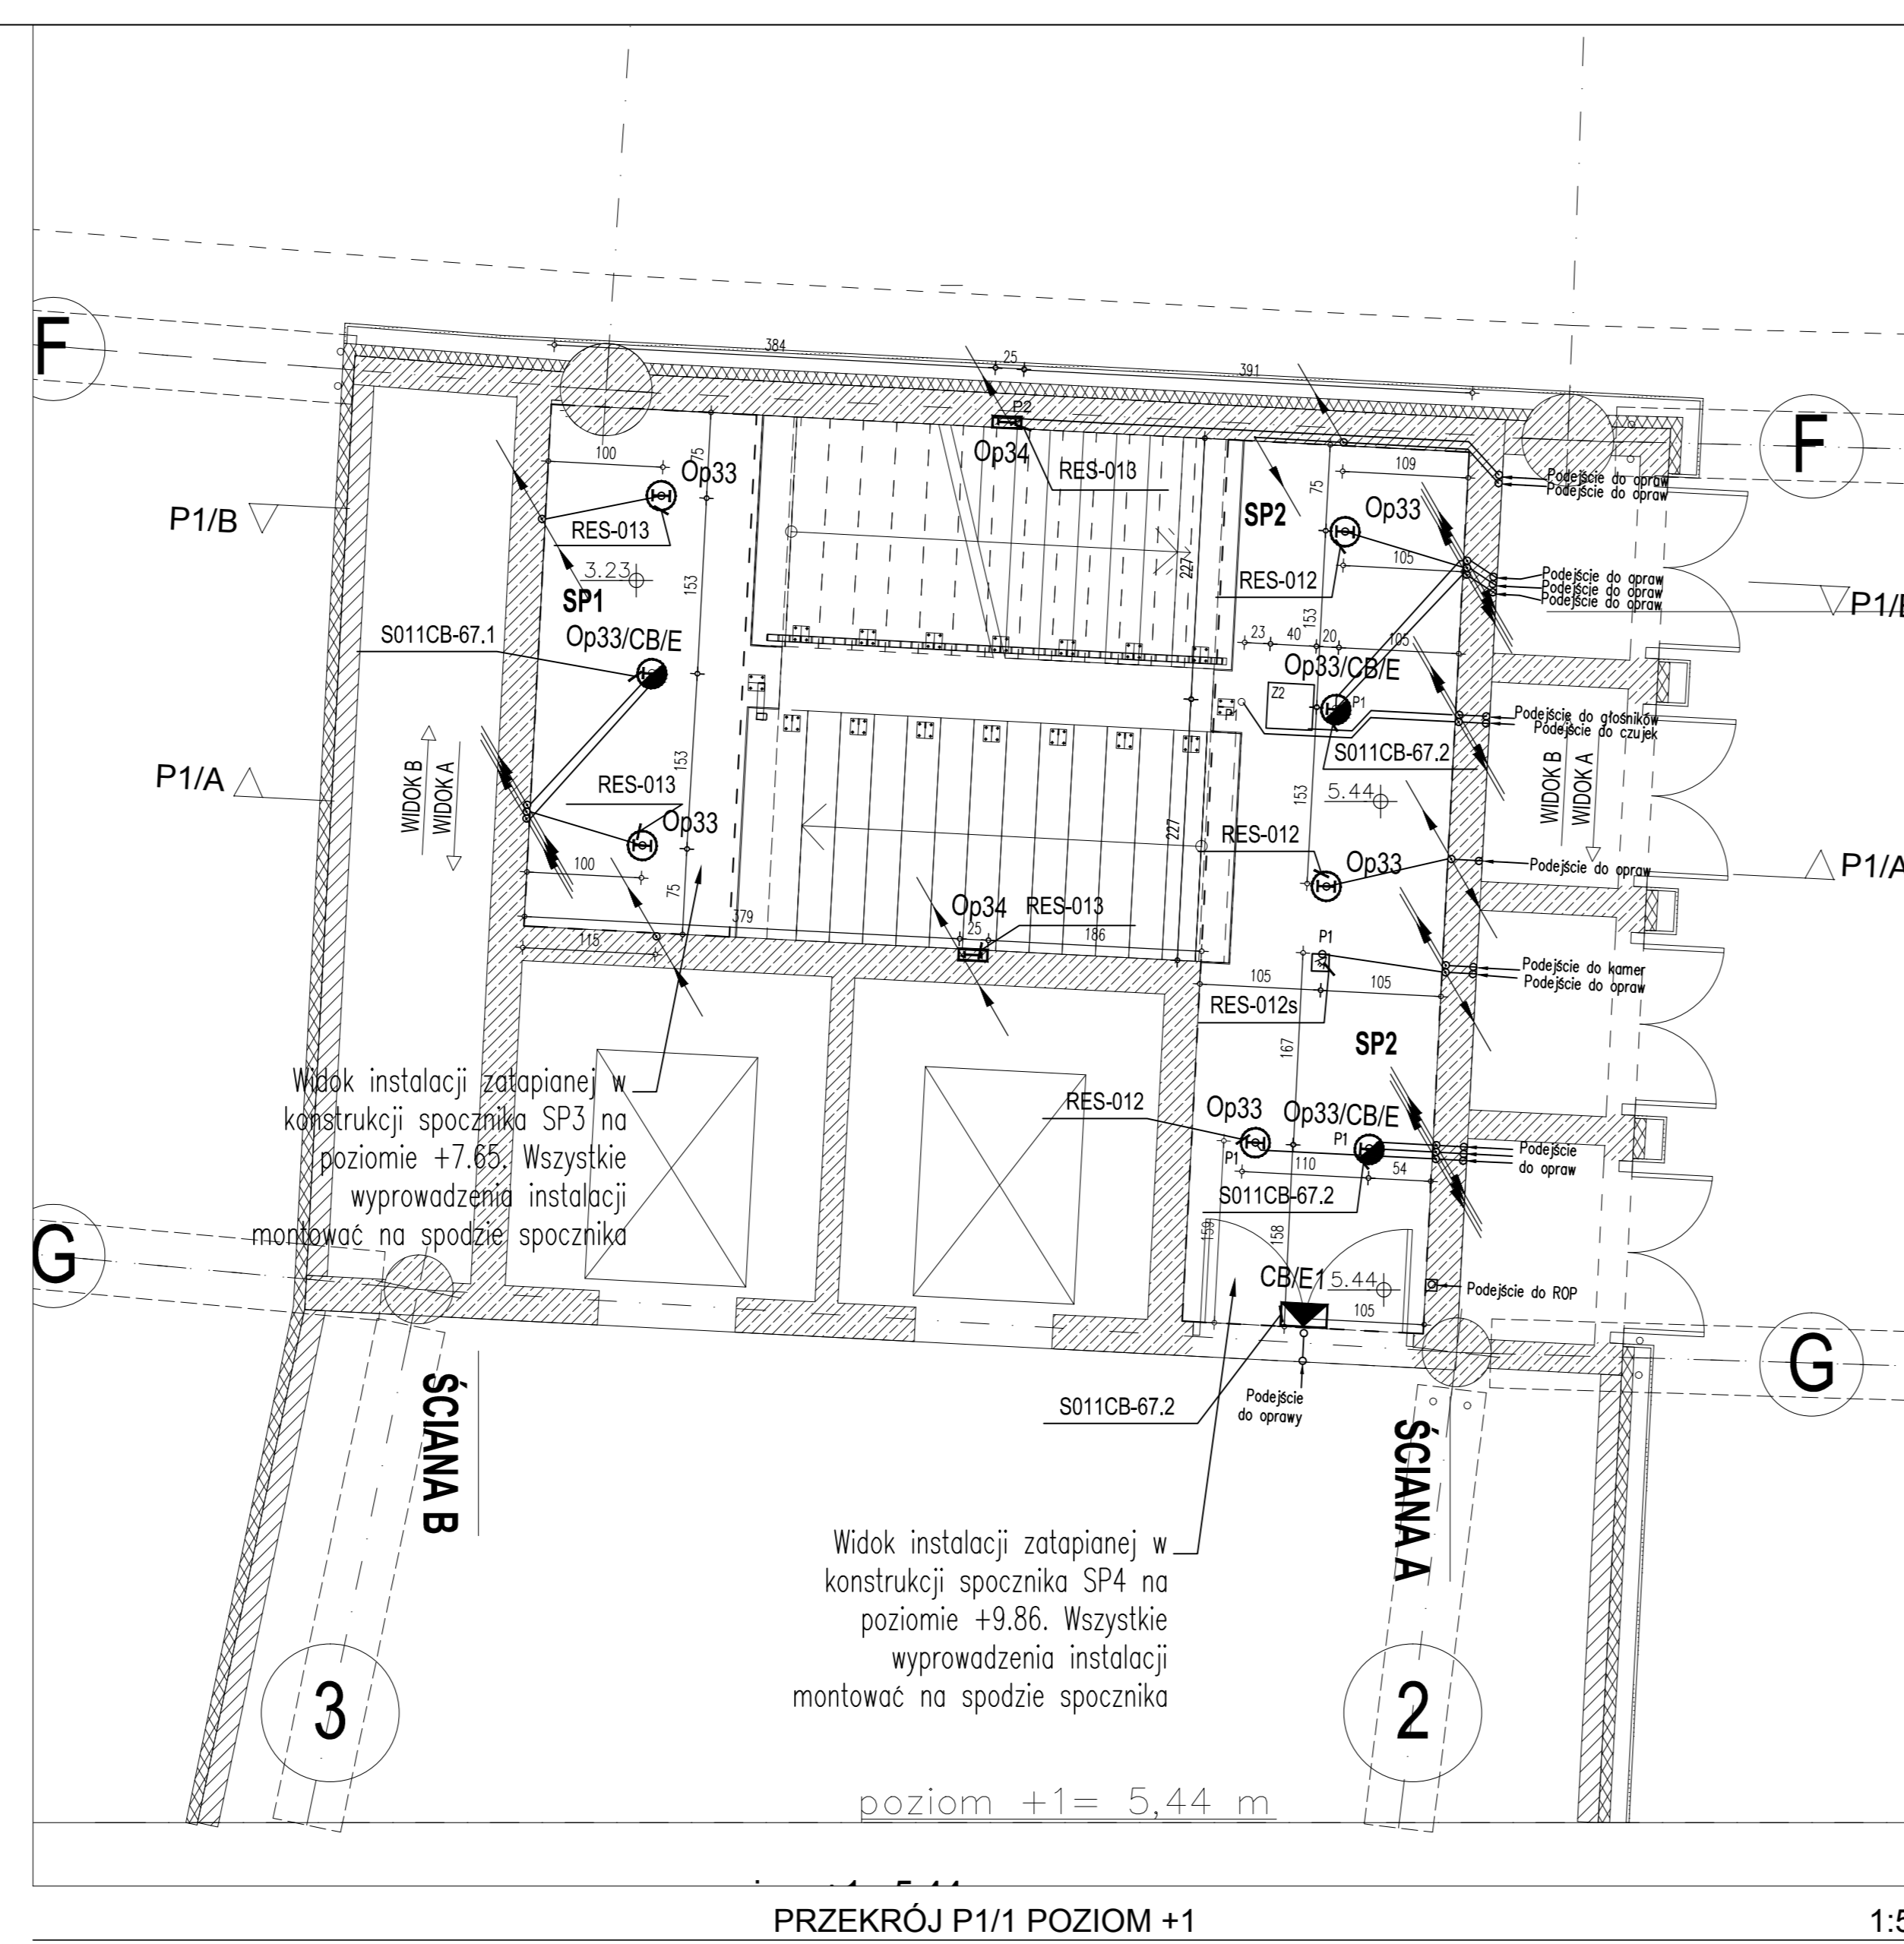 384
25
391
F
F
P2
Op34
RES-013
100
75
Op33
RES-013
3.23
SP1
153
Op33/CB/E
S011CB-67.1
P1/B
P1/A
WIDOK B
WIDOK A
153
RES-013
Op33
100
75
379
115
Op34
RES-013
25
186
227
227
SP2
75
109
Op33
RES-012
105
153
23
40
20
105
Op33/CB/E
Z2
P1
P1
S011CB-67.2
153
5.44
RES-012
Op33
Podejście do opraw
Podejście do opraw
Podejście do opraw
Podejście do opraw
Podejście do opraw
Podejście do głośników
Podejście do czujek
WIDOK B
WIDOK A
P1/A
Podejście do opraw
P1
105
105
RES-012s
Podejście do kamer
Podejście do opraw
167
SP2
RES-012
Op33
Op33/CB/E
P1
P1
110
54
S011CB-67.2
Podejście
do opraw
159
158
CB/E1
5.44
105
Podejście do ROP
S011CB-67.2
Podejście
do oprawy
Widok instalacji zatapianej w
konstrukcji spocznika SP3 na
poziomie +7.65. Wszystkie
wyprowadzenia instalacji
montować na spodzie spocznika
G
G
ŚCIANA B
ŚCIANA A
Widok instalacji zatapianej w
konstrukcji spocznika SP4 na
poziomie +9.86. Wszystkie
wyprowadzenia instalacji
montować na spodzie spocznika
3
2
poziom +1= 5,44 m
PRZEKRÓJ P1/1 POZIOM +1